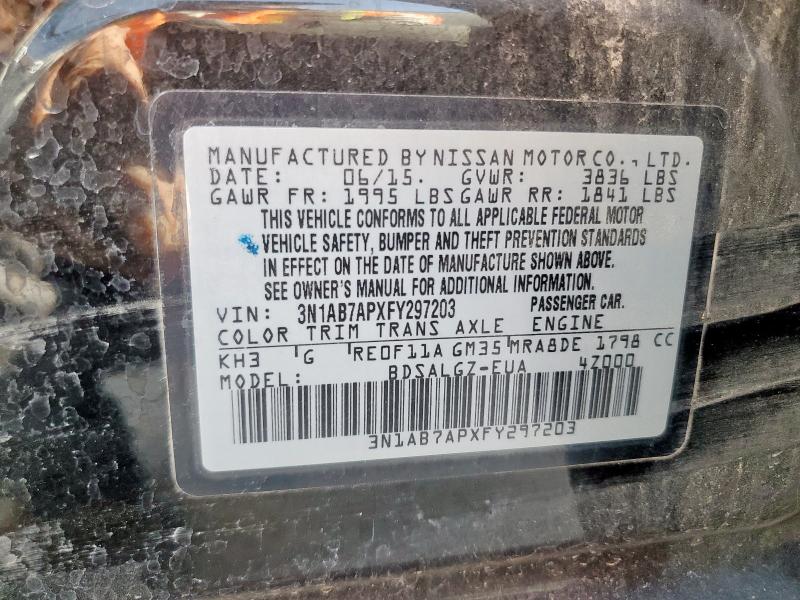 MANUFACTURED BY NISSAN MOTOR CO., LTD.
DATE: 06/15. GVWR: 3836 LBS
GAWR FR: 1995 LBS GAWR RR: 1841 LBS
THIS VEHICLE CONFORMS TO ALL APPLICABLE FEDERAL MOTOR
VEHICLE SAFETY, BUMPER AND THEFT PREVENTION STANDARDS
IN EFFECT ON THE DATE OF MANUFACTURE SHOWN ABOVE.
SEE OWNER'S MANUAL FOR ADDITIONAL INFORMATION.
VIN: 3N1AB7APXFY297203 PASSENGER CAR.
COLOR TRIM TRANS AXLE ENGINE
KH3 G RE0F11A GM35 MRA8DE 1798 CC
MODEL: BDSALGZ-EUA 4Z000
3N1AB7APXFY297203